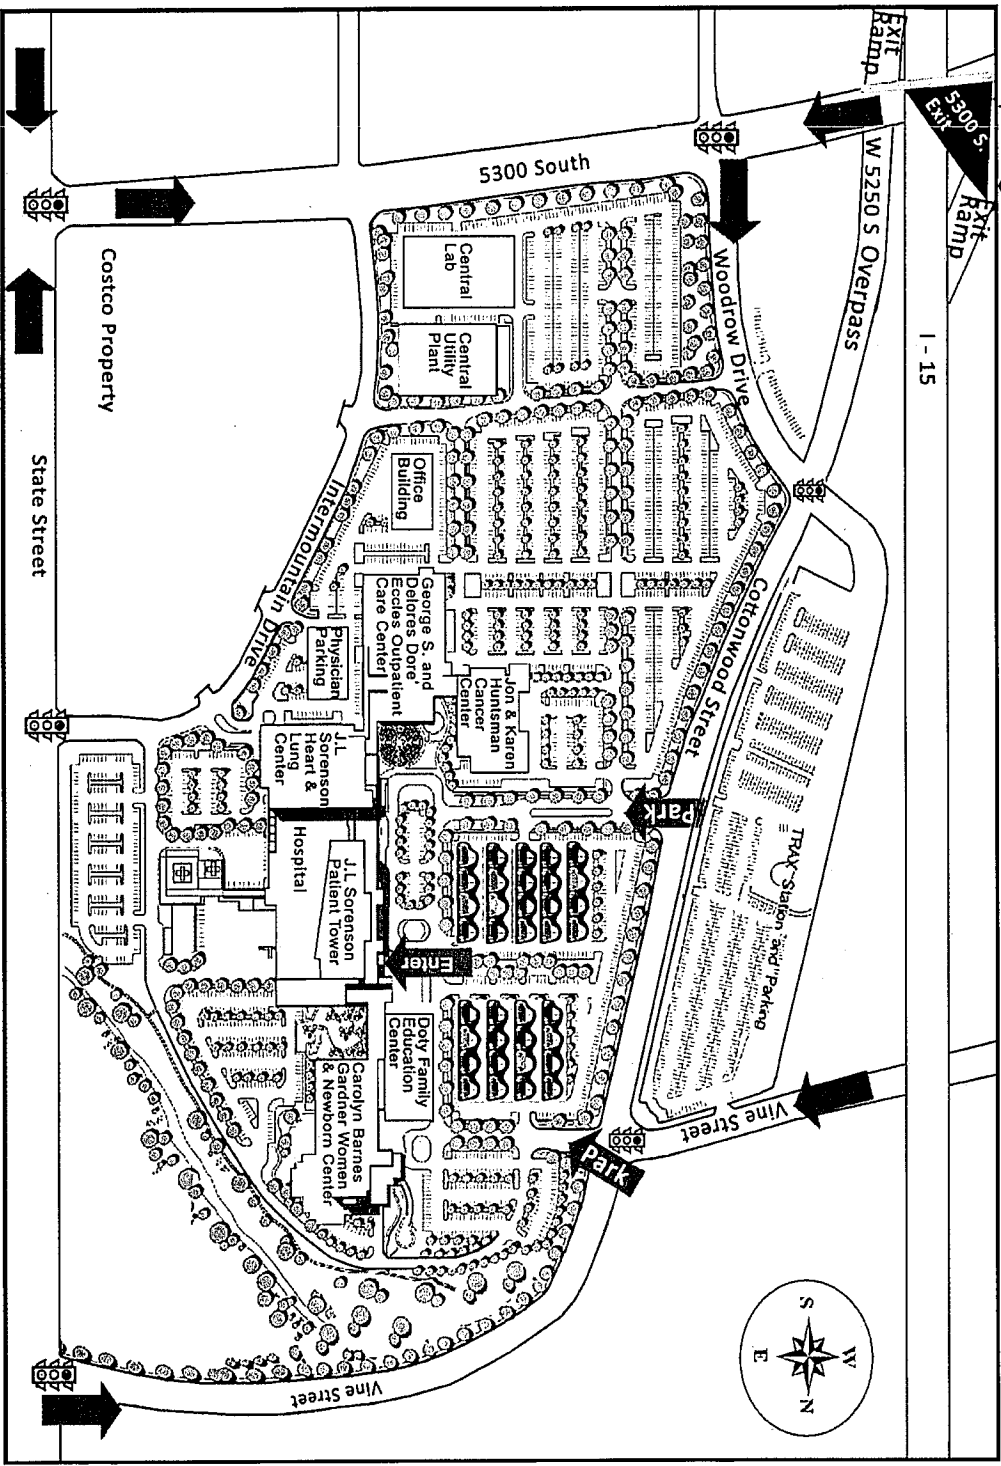 Exit
Ramp
5300 S.
Exit
Exit
Ramp
W 5250 S Overpass
I - 15
5300 South
Woodrow Drive
Central
Lab
Central
Utility
Plant
Costco Property
State Street
Office
Building
Intermountain Drive
Cottonwood Street
George S. and
Delores Dore'
Eccles Outpatient
Care Center
Physician
Parking
Jon & Karen
Huntsman
Cancer
Center
J.L
Sorenson
Heart &
Lung
Center
Park
TRAX Station and Parking
Hospital
J.L Sorenson
Patient Tower
Enter
Doty Family
Education
Center
Carolyn Barnes
Gardner Women
& Newborn Center
Vine Street
Park
Vine Street
S
W
E
N